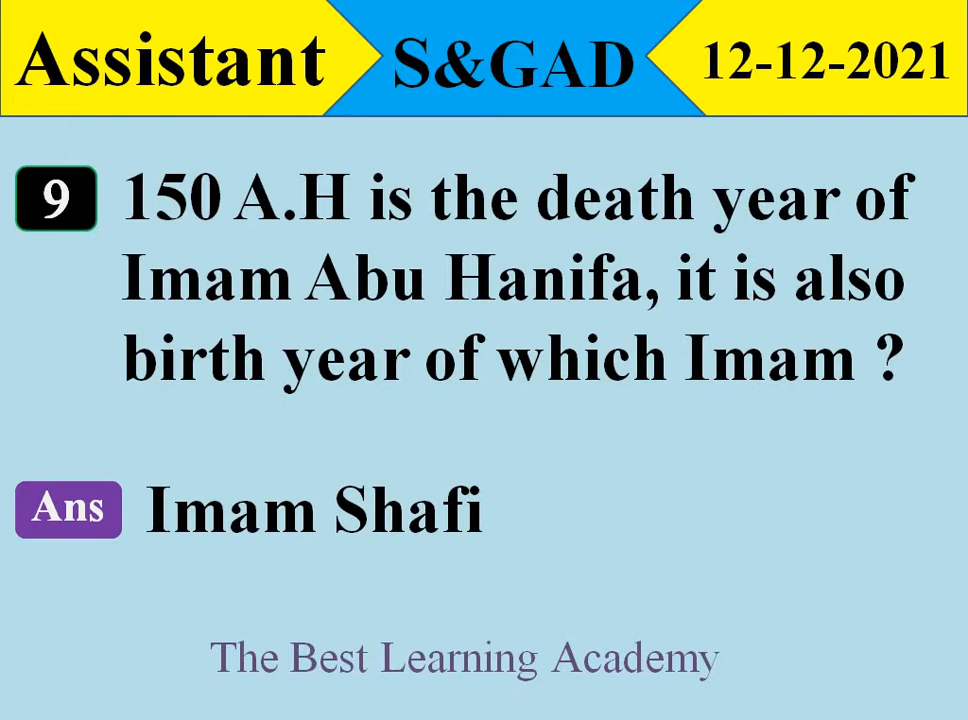 Assistant S&GAD 12-12-2021
9 150 A.H is the death year of
Imam Abu Hanifa, it is also
birth year of which Imam ?
Ans Imam Shafi
The Best Learning Academy